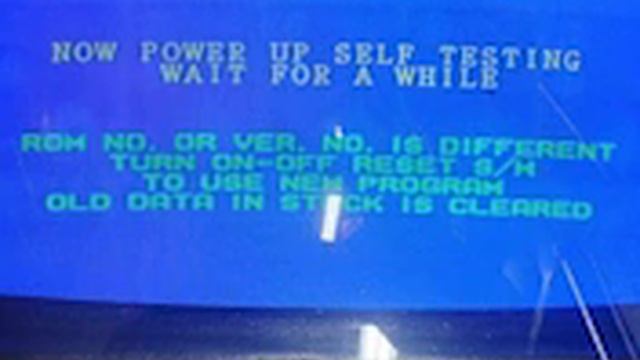 NOW POWER UP SELF TESTING
WAIT FOR A WHILE
ROM NO. OR VER. NO. IS DIFFERENT
TURN ON-OFF RESET S/W
TO USE NEW PROGRAM
OLD DATA IN STOCK IS CLEARED